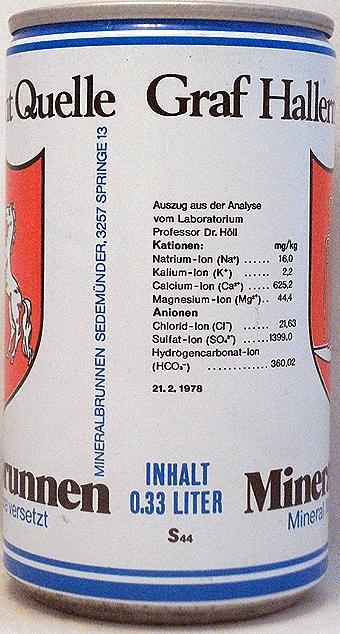 Quelle Graf
MINERALBRUNNEN SEDEMÜNDER, 3257 SPRINGE 13
Auszug aus der Analyse
vom Laboratorium
Professor Dr. Höll
Kationen: mg/kg
Natrium-Ion (Na⁺) ...... 16,0
Kalium-Ion (K⁺) ...... 2,2
Calcium-Ion (Ca²⁺) ..... 625,2
Magnesium-Ion (Mg²⁺).. 44,4
Anionen
Chlorid-Ion (Cl⁻) ...... 21,63
Sulfat-Ion (SO₄²⁻) ......1399,0
Hydrogencarbonat-Ion
(HCO₃⁻) ............. 360,02
21. 2. 1978
runnen
versetzt
INHALT
0.33 LITER
S44
Miner
Mineral